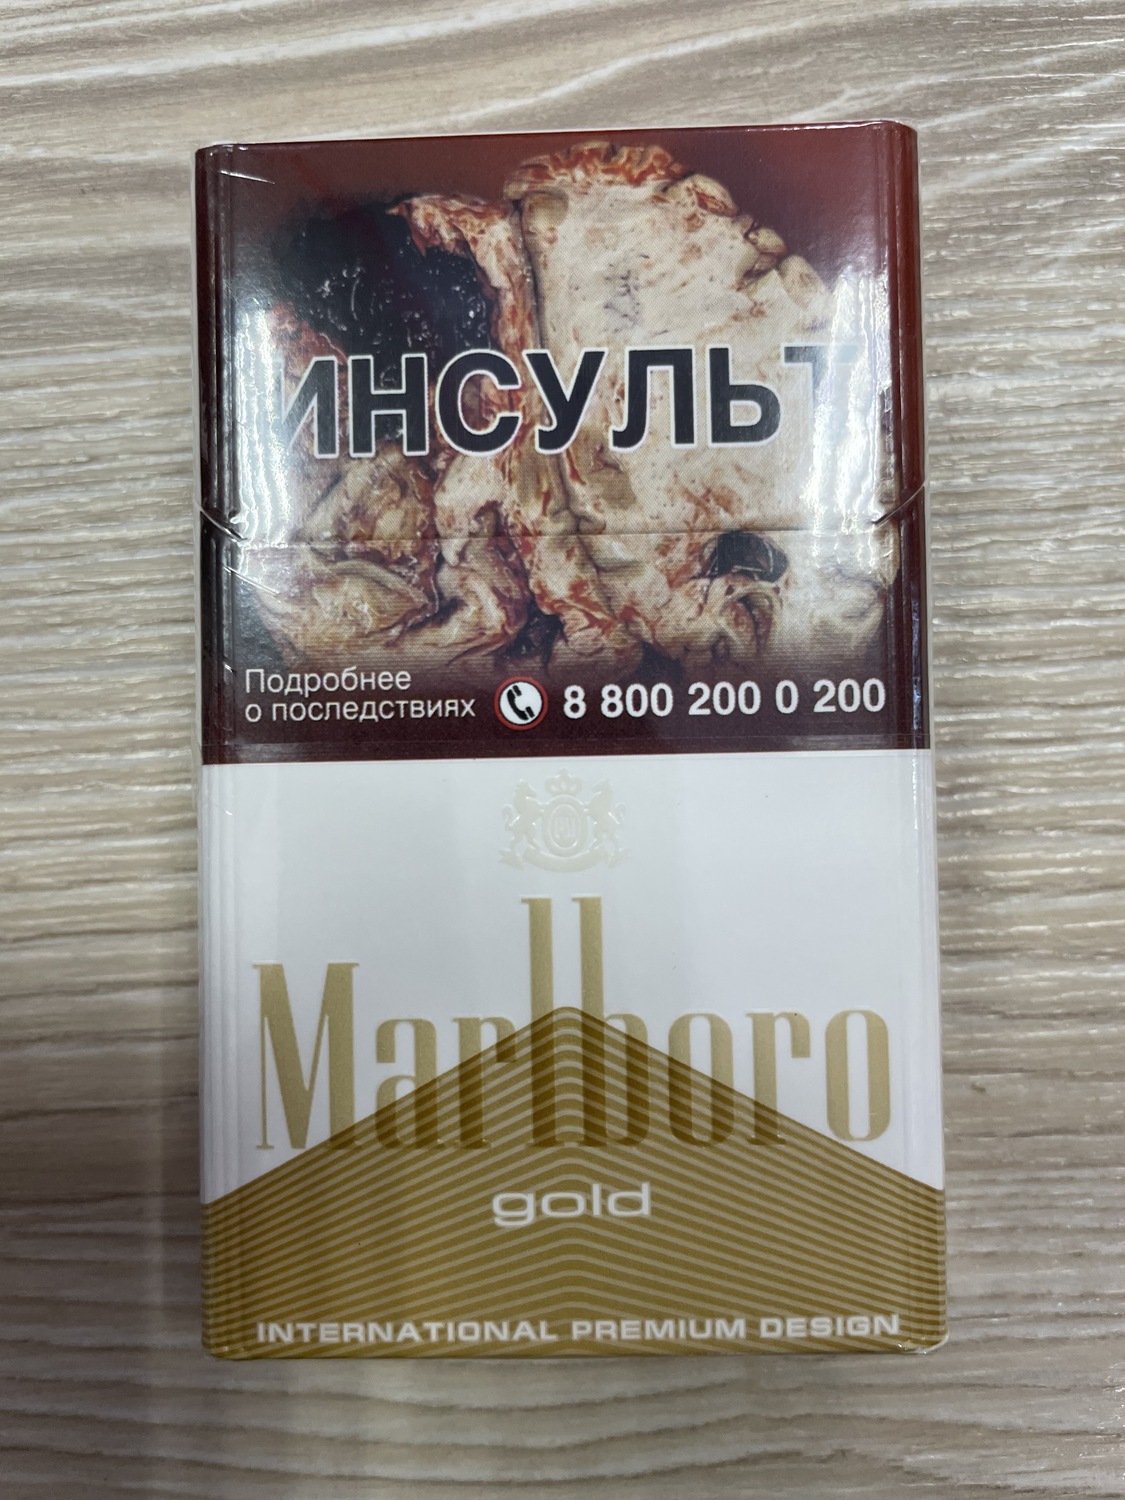 ИНСУЛЬТ
Подробнее
о последствиях 8 800 200 0 200
Marlboro
gold
INTERNATIONAL PREMIUM DESIGN